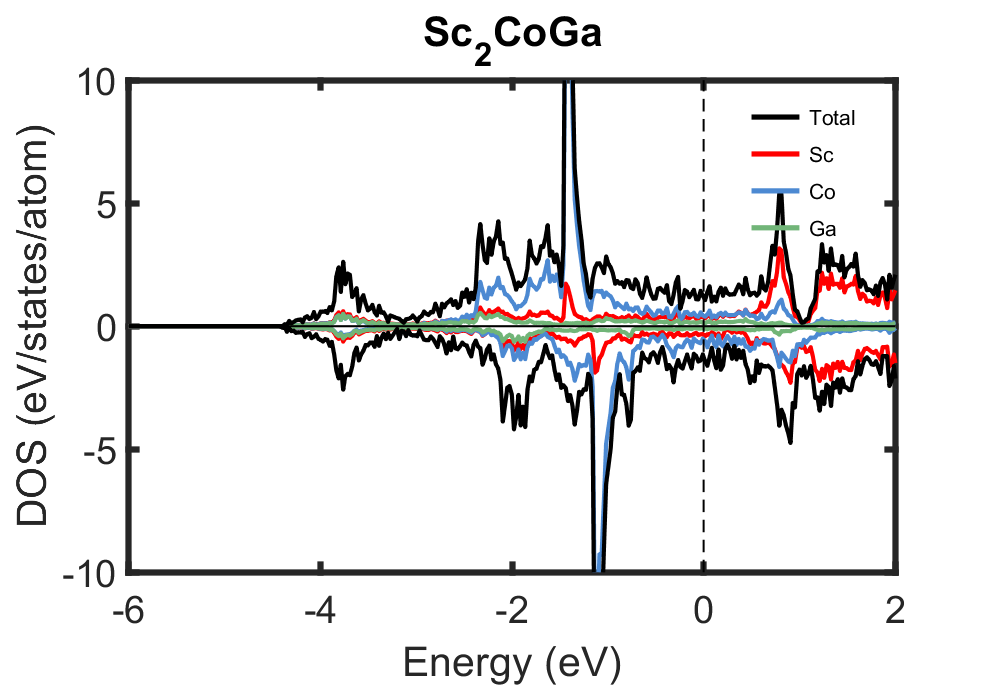 Sc₂CoGa
10
5
0
-5
-10
-6 -4 -2 0 2
DOS (eV/states/atom)
Energy (eV)
Total
Sc
Co
Ga